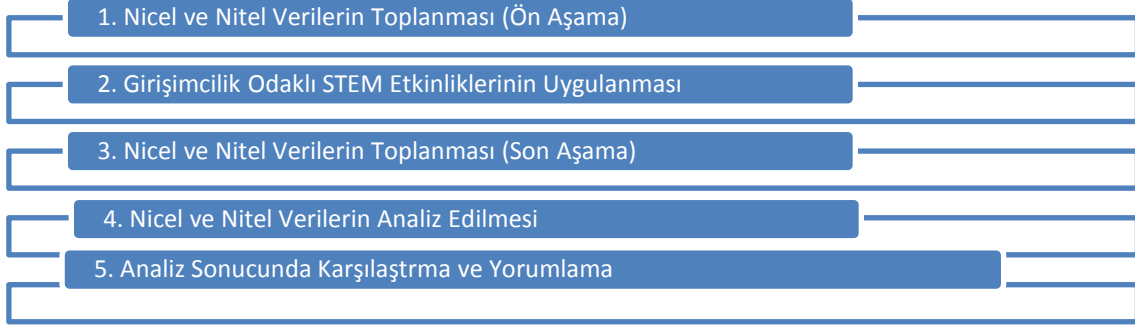 1. Nicel ve Nitel Verilerin Toplanması (Ön Aşama)
2. Girişimcilik Odaklı STEM Etkinliklerinin Uygulanması
3. Nicel ve Nitel Verilerin Toplanması (Son Aşama)
4. Nicel ve Nitel Verilerin Analiz Edilmesi
5. Analiz Sonucunda Karşılaştrma ve Yorumlama